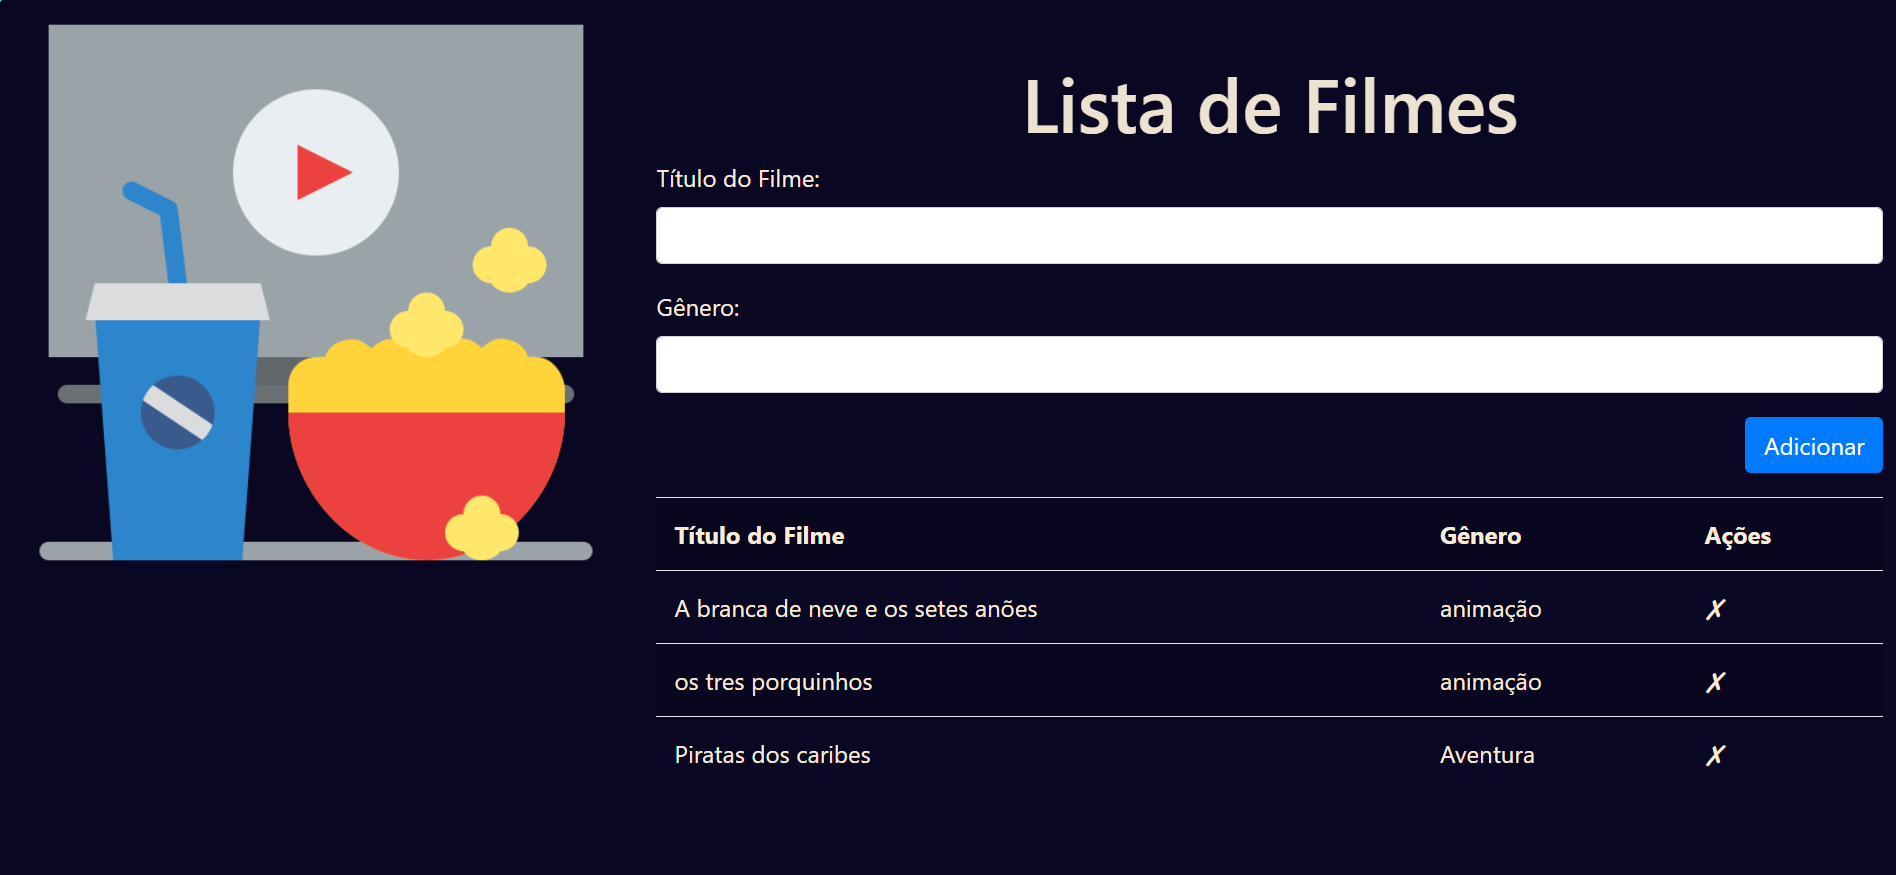 Lista de Filmes
Título do Filme:
Gênero:
Adicionar
Título do Filme Gênero Ações
A branca de neve e os setes anões animação ✗
os tres porquinhos animação ✗
Piratas dos caribes Aventura ✗